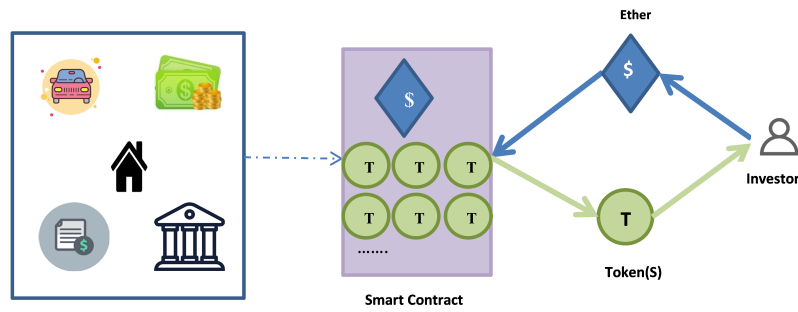 Ether
$
$
$
T T T
T T T
.......
$
T
Investor
Token(S)
Smart Contract